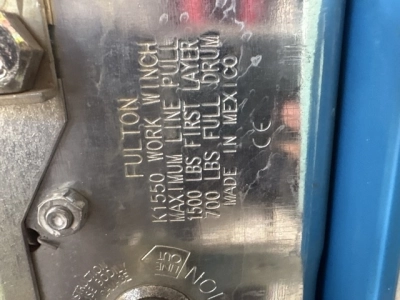 FULTON
K1550 WORK WINCH
MAXIMUM LINE PULL
1500 LBS FIRST LAYER
700 LBS FULL DRUM
MADE IN MEXICO
CE